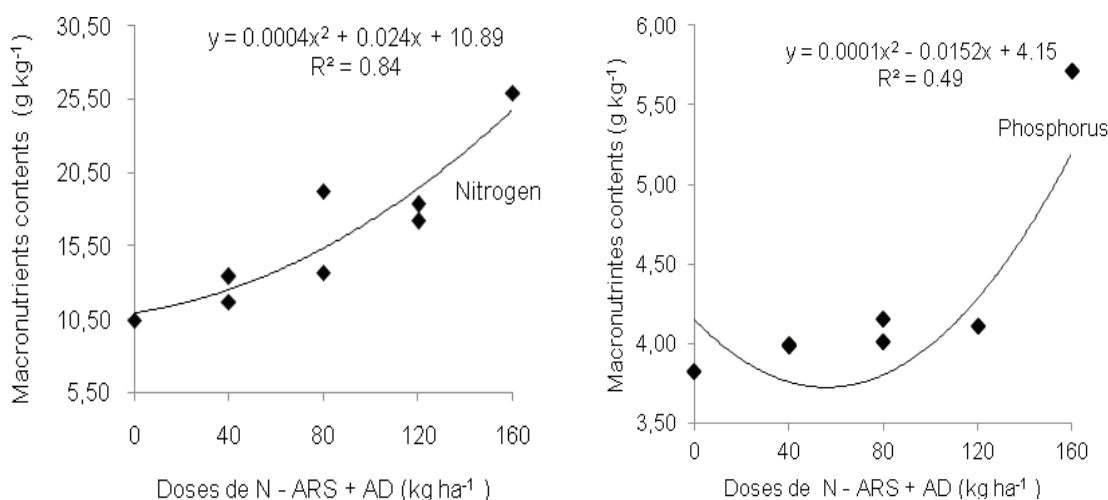 Macronutrients contents (g kg-1)
30,50
25,50
20,50
15,50
10,50
5,50
y = 0.0004x² + 0.024x + 10.89
R² = 0.84
Nitrogen
0 40 80 120 160
Doses de N - ARS + AD (kg ha-1 )
Macronutrintes contents (g kg-1)
6,00
5,50
5,00
4,50
4,00
3,50
y = 0.0001x² - 0.0152x + 4.15
R² = 0.49
Phosphorus
0 40 80 120 160
Doses de N - ARS + AD (kg ha-1 )